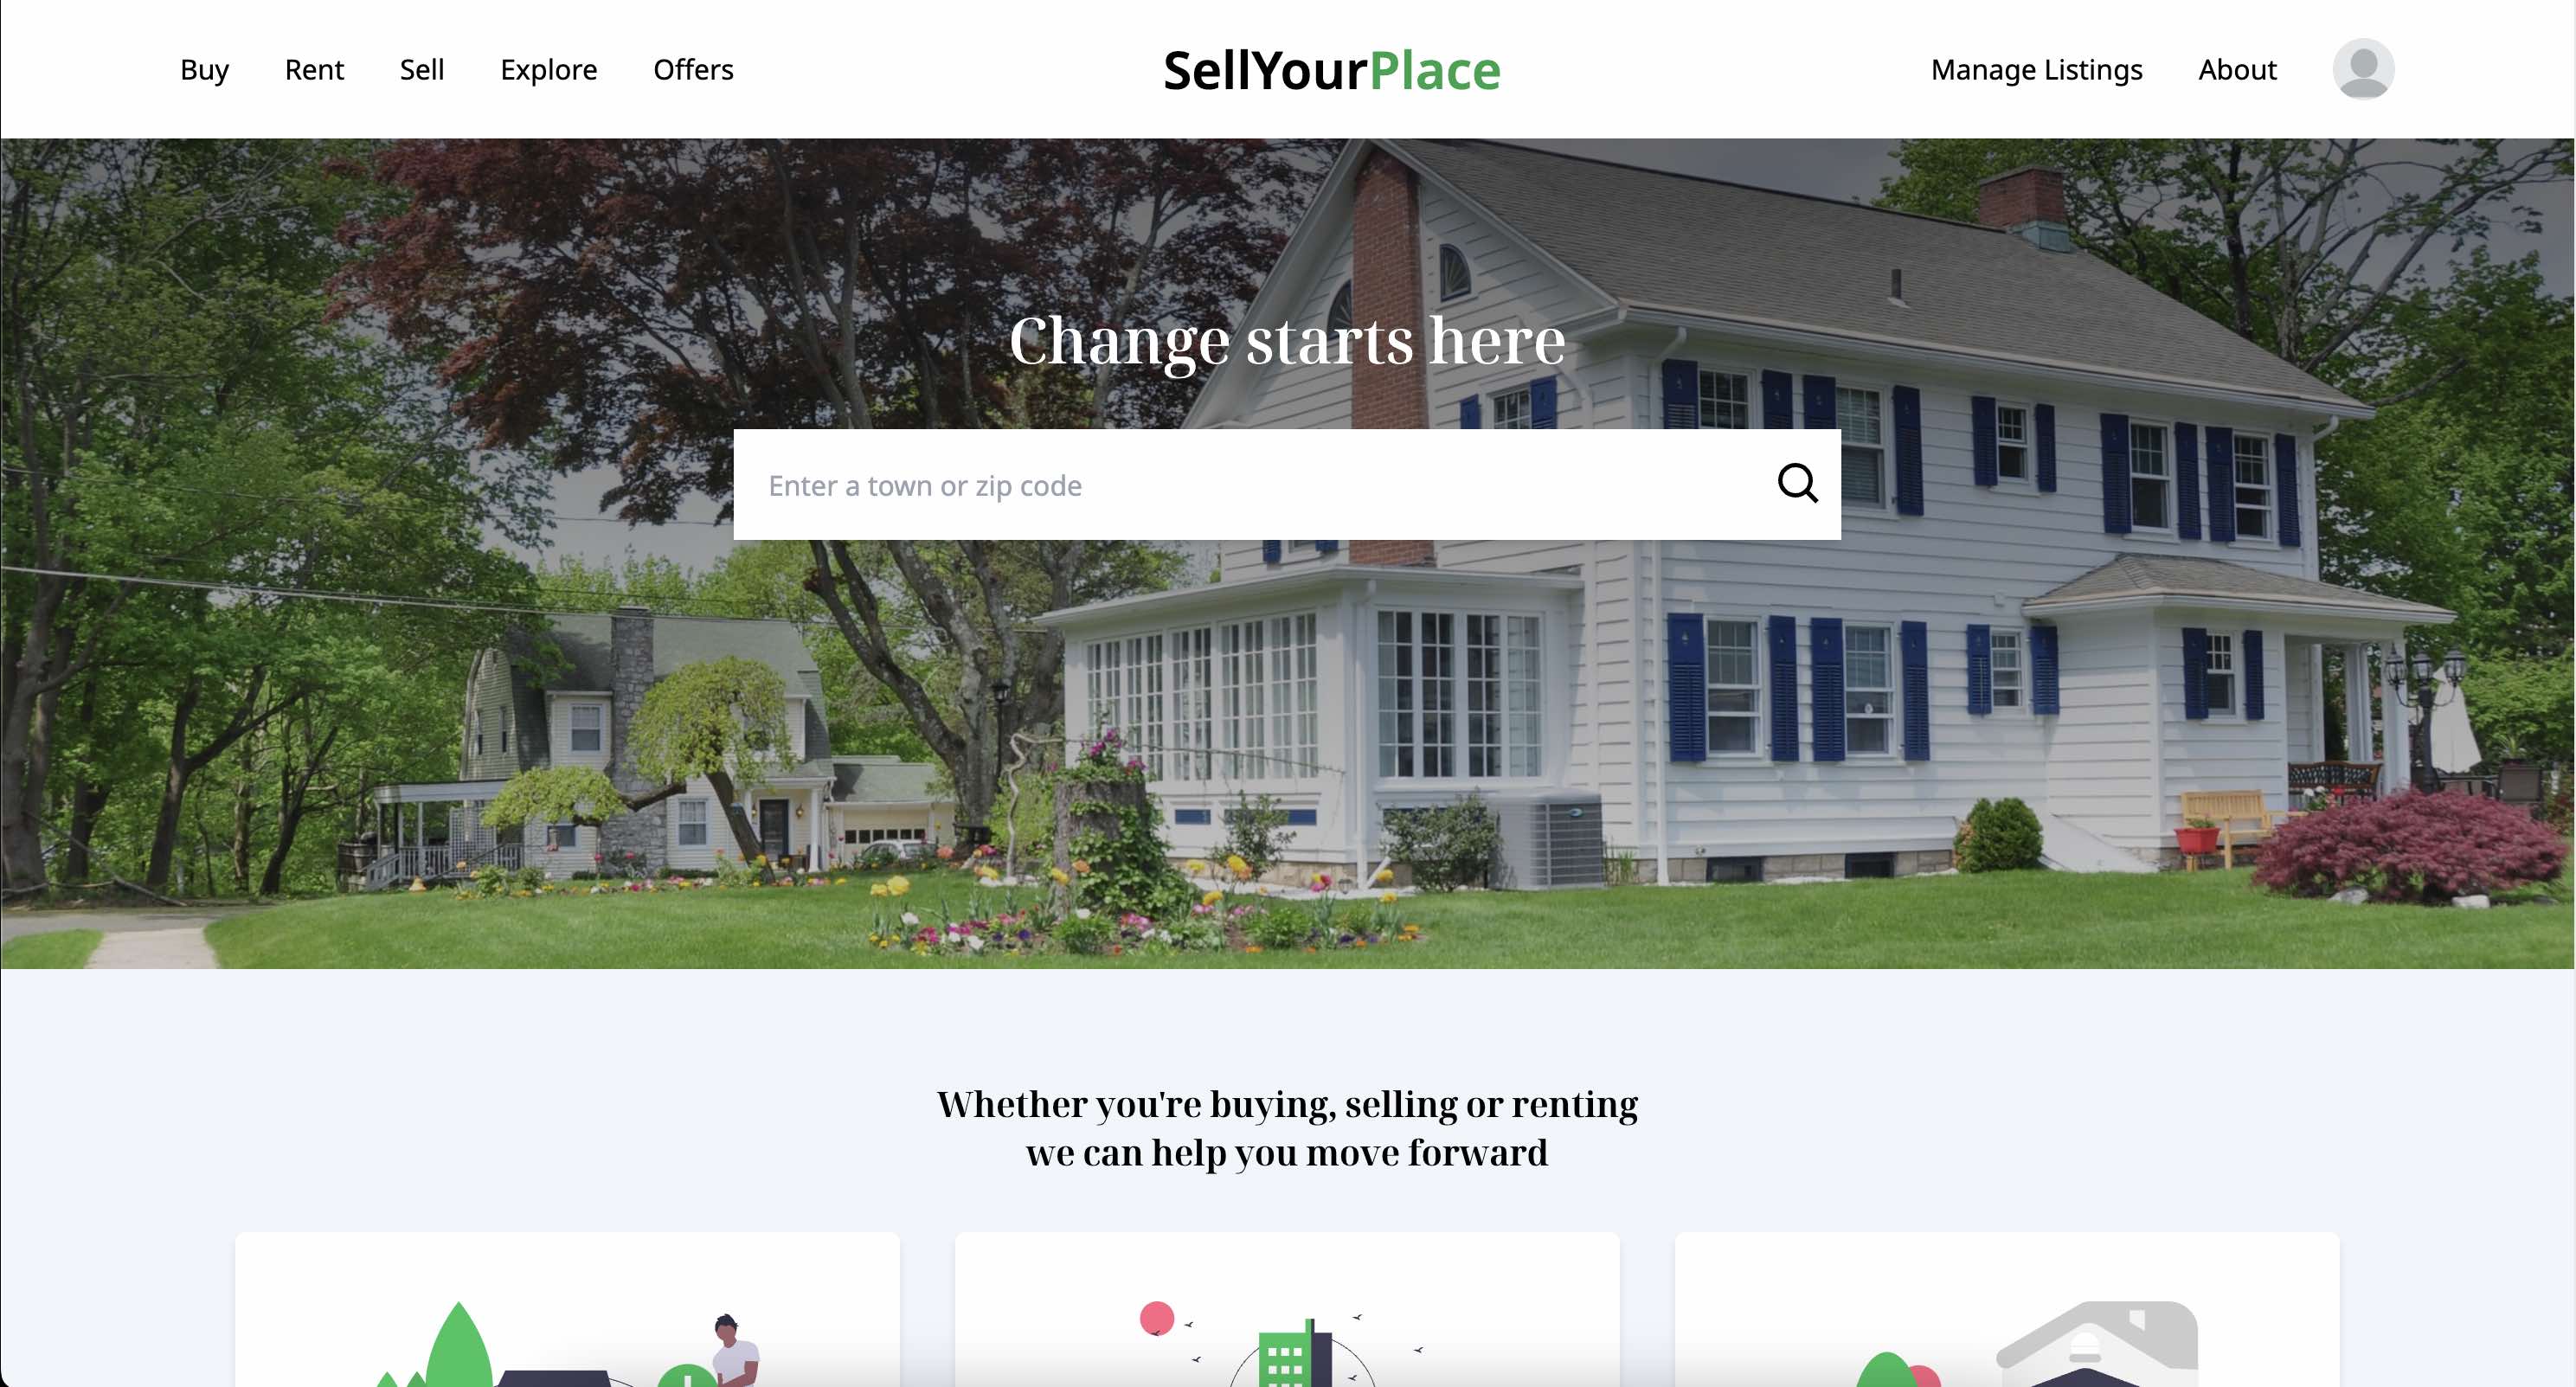 Buy Rent Sell Explore Offers SellYourPlace Manage Listings About
Change starts here
Enter a town or zip code
Whether you're buying, selling or renting
we can help you move forward